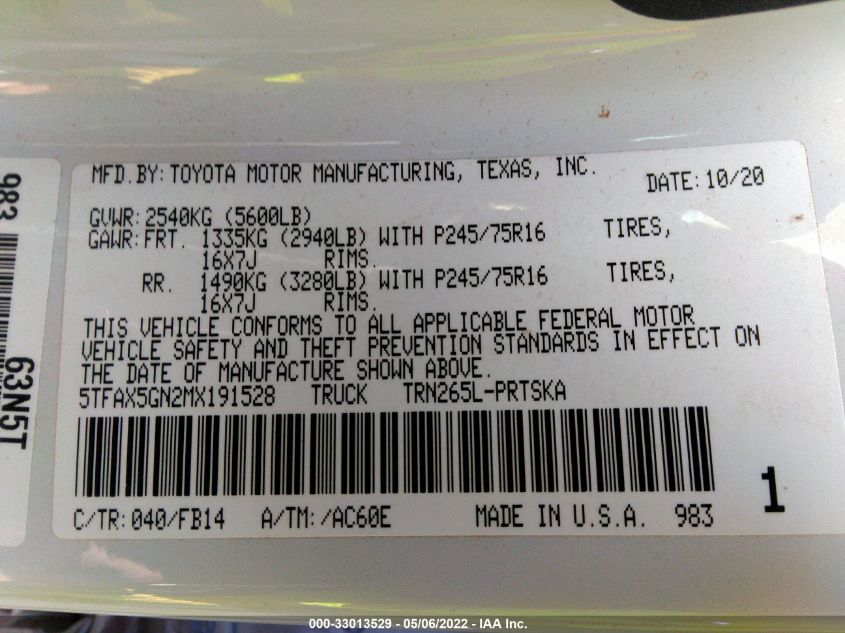 MFD.BY: TOYOTA MOTOR MANUFACTURING, TEXAS, INC. DATE: 10/20
GVWR: 2540KG (5600LB)
GAWR: FRT. 1335KG (2940LB) WITH P245/75R16 TIRES,
16X7J RIMS.
RR. 1490KG (3280LB) WITH P245/75R16 TIRES,
16X7J RIMS.
THIS VEHICLE CONFORMS TO ALL APPLICABLE FEDERAL MOTOR
VEHICLE SAFETY AND THEFT PREVENTION STANDARDS IN EFFECT ON
THE DATE OF MANUFACTURE SHOWN ABOVE.
5TFAX5GN2MX191528 TRUCK TRN265L-PRTSKA
C/TR: 040/FB14 A/TM: /AC60E MADE IN U.S.A. 983
1
983
63N5T
000-33013529 - 05/06/2022 - IAA Inc.